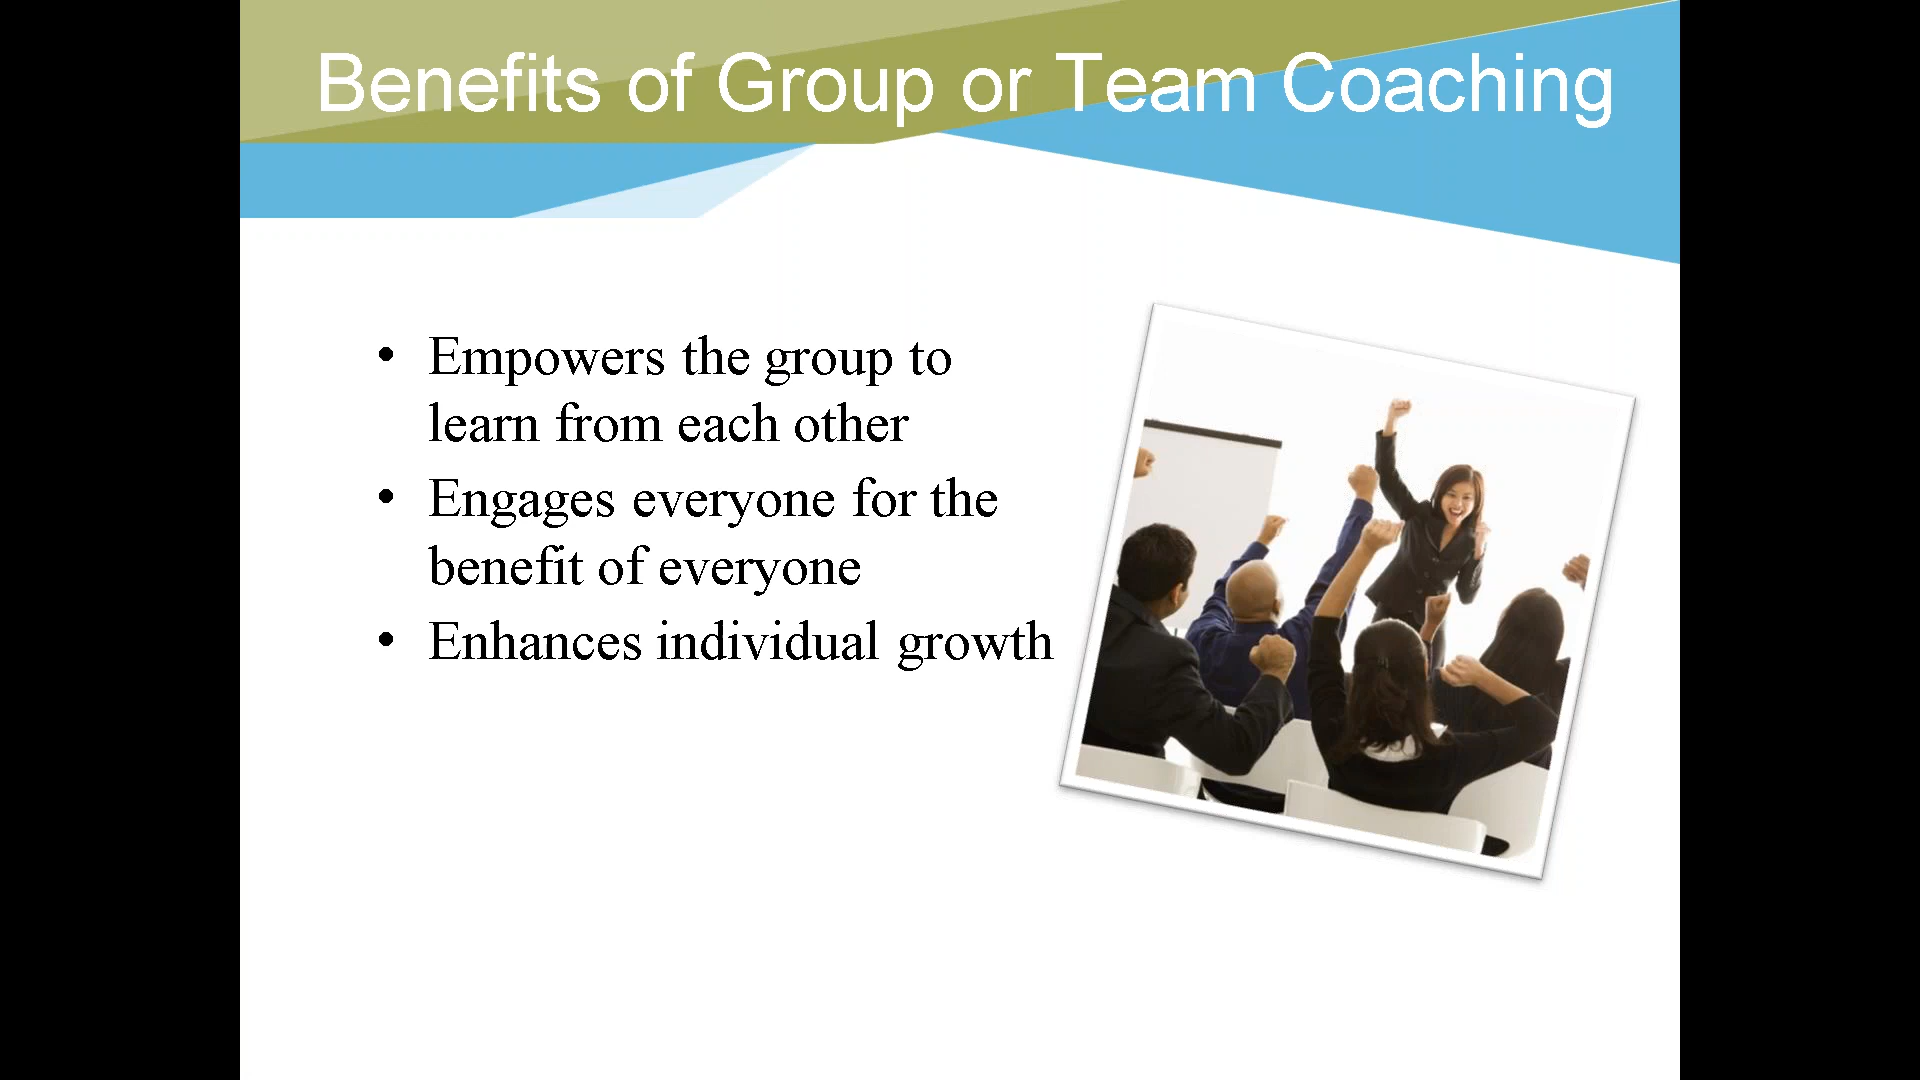 Benefits of Group or Team Coaching
• Empowers the group to
learn from each other
• Engages everyone for the
benefit of everyone
• Enhances individual growth